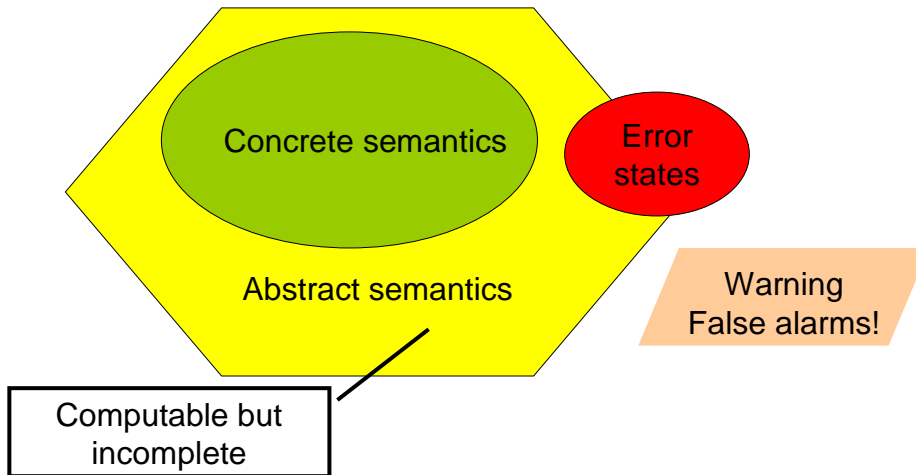 Concrete semantics
Error
states
Abstract semantics
Warning
False alarms!
Computable but
incomplete